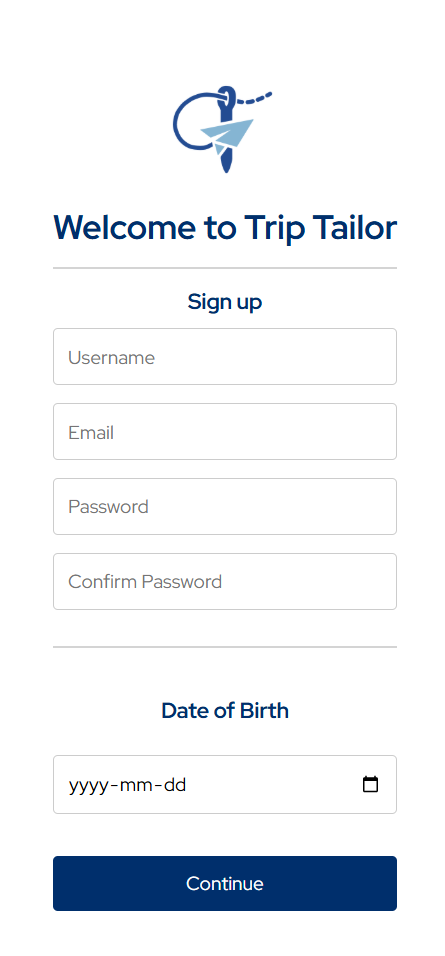 Welcome to Trip Tailor
Sign up
Username
Email
Password
Confirm Password
Date of Birth
yyyy-mm-dd
Continue